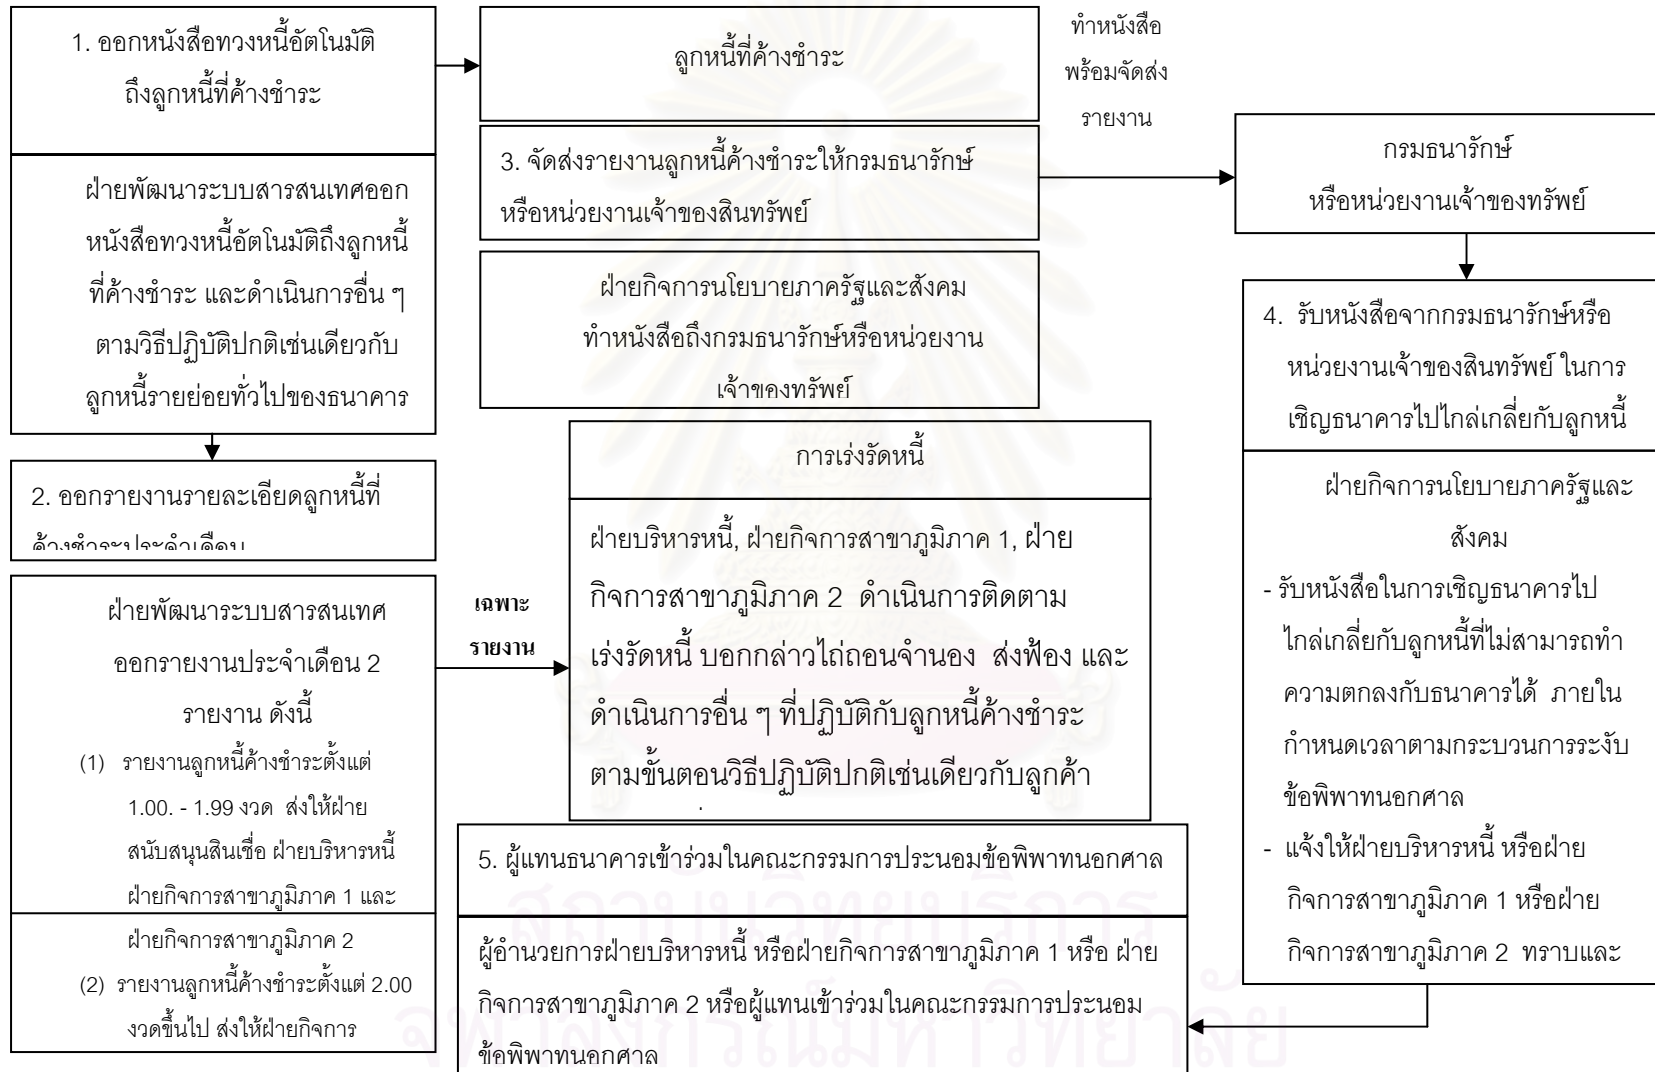 1. ออกหนังสือทวงหนี้อัตโนมัติ
ถึงลูกหนี้ที่ค้างชำระ
ฝ่ายพัฒนาระบบสารสนเทศออก
หนังสือทวงหนี้อัตโนมัติถึงลูกหนี้
ที่ค้างชำระ และดำเนินการอื่น ๆ
ตามวิธีปฏิบัติปกติเช่นเดียวกับ
ลูกหนี้รายย่อยทั่วไปของธนาคาร
2. ออกรายงานรายละเอียดลูกหนี้ที่
ค้างชำระประจำเดือน
ฝ่ายพัฒนาระบบสารสนเทศ
ออกรายงานประจำเดือน 2
รายงาน ดังนี้
(1) รายงานลูกหนี้ค้างชำระตั้งแต่
1.00. - 1.99 งวด ส่งให้ฝ่าย
สนับสนุนสินเชื่อ ฝ่ายบริหารหนี้
ฝ่ายกิจการสาขาภูมิภาค 1 และ
ฝ่ายกิจการสาขาภูมิภาค 2
(2) รายงานลูกหนี้ค้างชำระตั้งแต่ 2.00
งวดขึ้นไป ส่งให้ฝ่ายกิจการ
เฉพาะ
รายงาน
ลูกหนี้ที่ค้างชำระ
3. จัดส่งรายงานลูกหนี้ค้างชำระให้กรมธนารักษ์
หรือหน่วยงานเจ้าของสินทรัพย์
ฝ่ายกิจการนโยบายภาครัฐและสังคม
ทำหนังสือถึงกรมธนารักษ์หรือหน่วยงาน
เจ้าของทรัพย์
การเร่งรัดหนี้
ฝ่ายบริหารหนี้, ฝ่ายกิจการสาขาภูมิภาค 1, ฝ่าย
กิจการสาขาภูมิภาค 2 ดำเนินการติดตาม
เร่งรัดหนี้ บอกกล่าวไถ่ถอนจำนอง ส่งฟ้อง และ
ดำเนินการอื่น ๆ ที่ปฏิบัติกับลูกหนี้ค้างชำระ
ตามขั้นตอนวิธีปฏิบัติปกติเช่นเดียวกับลูกค้า
ทำหนังสือ
พร้อมจัดส่ง
รายงาน
กรมธนารักษ์
หรือหน่วยงานเจ้าของทรัพย์
4. รับหนังสือจากกรมธนารักษ์หรือ
หน่วยงานเจ้าของสินทรัพย์ ในการ
เชิญธนาคารไปไกล่เกลี่ยกับลูกหนี้
ฝ่ายกิจการนโยบายภาครัฐและ
สังคม
- รับหนังสือในการเชิญธนาคารไป
ไกล่เกลี่ยกับลูกหนี้ที่ไม่สามารถทำ
ความตกลงกับธนาคารได้ ภายใน
กำหนดเวลาตามกระบวนการระงับ
ข้อพิพาทนอกศาล
- แจ้งให้ฝ่ายบริหารหนี้ หรือฝ่าย
กิจการสาขาภูมิภาค 1 หรือฝ่าย
กิจการสาขาภูมิภาค 2 ทราบและ
5. ผู้แทนธนาคารเข้าร่วมในคณะกรรมการประนอมข้อพิพาทนอกศาล
ผู้อำนวยการฝ่ายบริหารหนี้ หรือฝ่ายกิจการสาขาภูมิภาค 1 หรือ ฝ่าย
กิจการสาขาภูมิภาค 2 หรือผู้แทนเข้าร่วมในคณะกรรมการประนอม
ข้อพิพาทนอกศาล
สถาบันวิทยบริการ
จุฬาลงกรณ์มหาวิทยาลัย